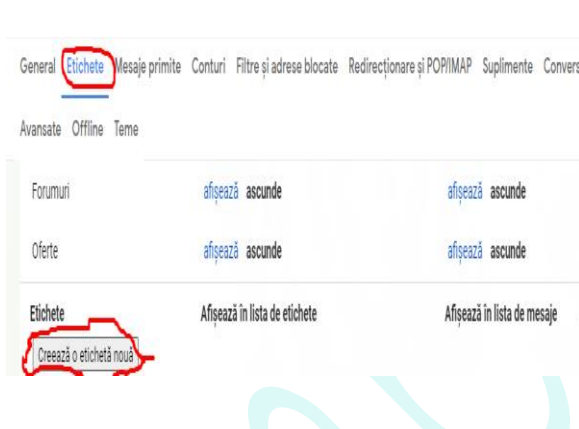 General Etichete Mesaje primite Conturi Filtre și adrese blocate Redirecționare și POP/IMAP Suplimente Convers
Avansate Offline Teme
Forumuri afișează ascunde afișează ascunde
Oferte afișează ascunde afișează ascunde
Etichete Afișează în lista de etichete Afișează în lista de mesaje
Creează o etichetă nouă